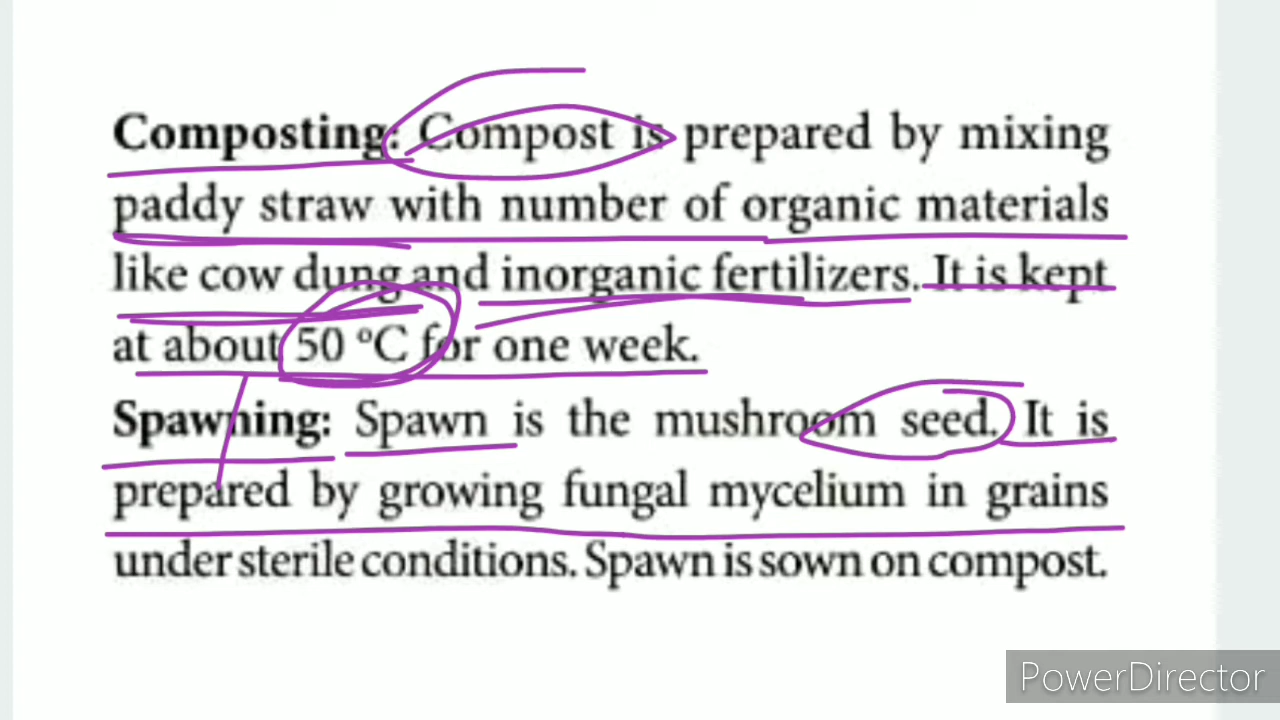 Composting: Compost is prepared by mixing
paddy straw with number of organic materials
like cow dung and inorganic fertilizers. It is kept
at about 50 °C for one week.
Spawning: Spawn is the mushroom seed. It is
prepared by growing fungal mycelium in grains
under sterile conditions. Spawn is sown on compost.
PowerDirector